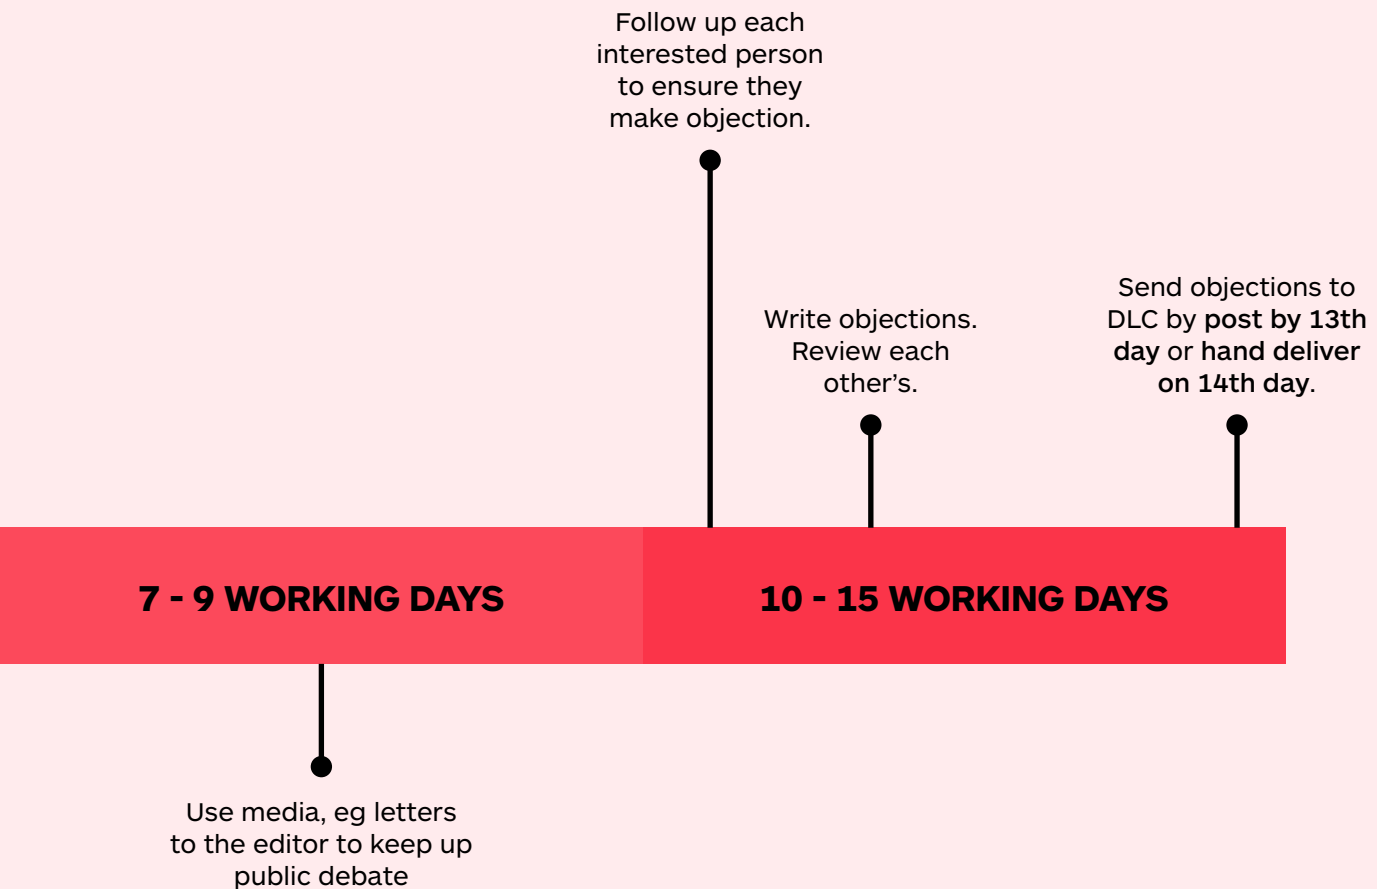 Follow up each
interested person
to ensure they
make objection.
Write objections.
Review each
other’s.
Send objections to
DLC by post by 13th
day or hand deliver
on 14th day.
7 - 9 WORKING DAYS
10 - 15 WORKING DAYS
Use media, eg letters
to the editor to keep up
public debate